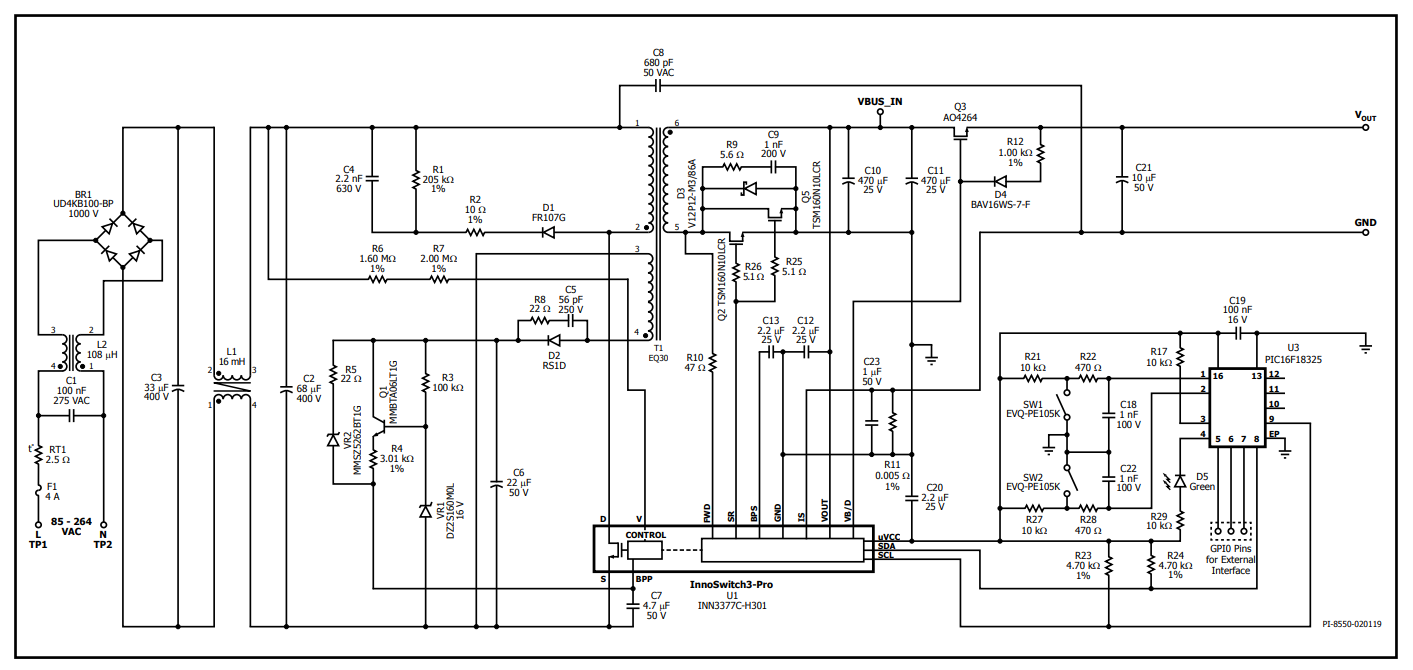 C8
680 pF
50 VAC
VBUS_IN
Q3
AO4264
VOUT
1
6
R12
1.00 kΩ
1%
C9
1 nF
200 V
R9
5.6 Ω
C4
2.2 nF
630 V
R1
205 kΩ
1%
D3
V12P12-M3/86A
Q5
TSM160N10LCR
C10
470 µF
25 V
C11
470 µF
25 V
C21
10 µF
50 V
D4
BAV16WS-7-F
BR1
UD4KB100-BP
1000 V
R2
10 Ω
1%
D1
FR107G
2
5
GND
R6
1.60 MΩ
1%
R7
2.00 MΩ
1%
3
Q2 TSM160N10LCR
R26
5.1 Ω
R25
5.1 Ω
R8
22 Ω
C5
56 pF
250 V
C19
100 nF
16 V
3
2
L2
108 µH
4
1
4
T1
EQ30
D2
RS1D
C13
2.2 µF
25 V
C12
2.2 µF
25 V
R10
47 Ω
C23
1 µF
50 V
R17
10 kΩ
U3
PIC16F18325
L1
16 mH
2
3
1
4
C1
100 nF
275 VAC
C3
33 µF
400 V
C2
68 µF
400 V
R5
22 Ω
Q1
MMBTA06LT1G
R3
100 kΩ
R21
10 kΩ
R22
470 Ω
1
16
13
12
2
11
10
3
9
4
5
6
7
8
EP
SW1
EVQ-PE105K
C18
1 nF
100 V
VR2
MMSZ5262BT1G
R4
3.01 kΩ
1%
t°
RT1
2.5 Ω
F1
4 A
R11
0.005 Ω
1%
C6
22 µF
50 V
C20
2.2 µF
25 V
SW2
EVQ-PE105K
C22
1 nF
100 V
D5
Green
VR1
DZ2S160M0L
16 V
R27
10 kΩ
R28
470 Ω
R29
10 kΩ
85 - 264
VAC
L
TP1
N
TP2
D
V
FWD
SR
BPS
GND
IS
VOUT
VB/D
CONTROL
uVCC
SDA
SCL
S
BPP
InnoSwitch3-Pro
U1
INN3377C-H301
C7
4.7 µF
50 V
R23
4.70 kΩ
1%
R24
4.70 kΩ
1%
GPIO Pins
for External
Interface
PI-8550-020119